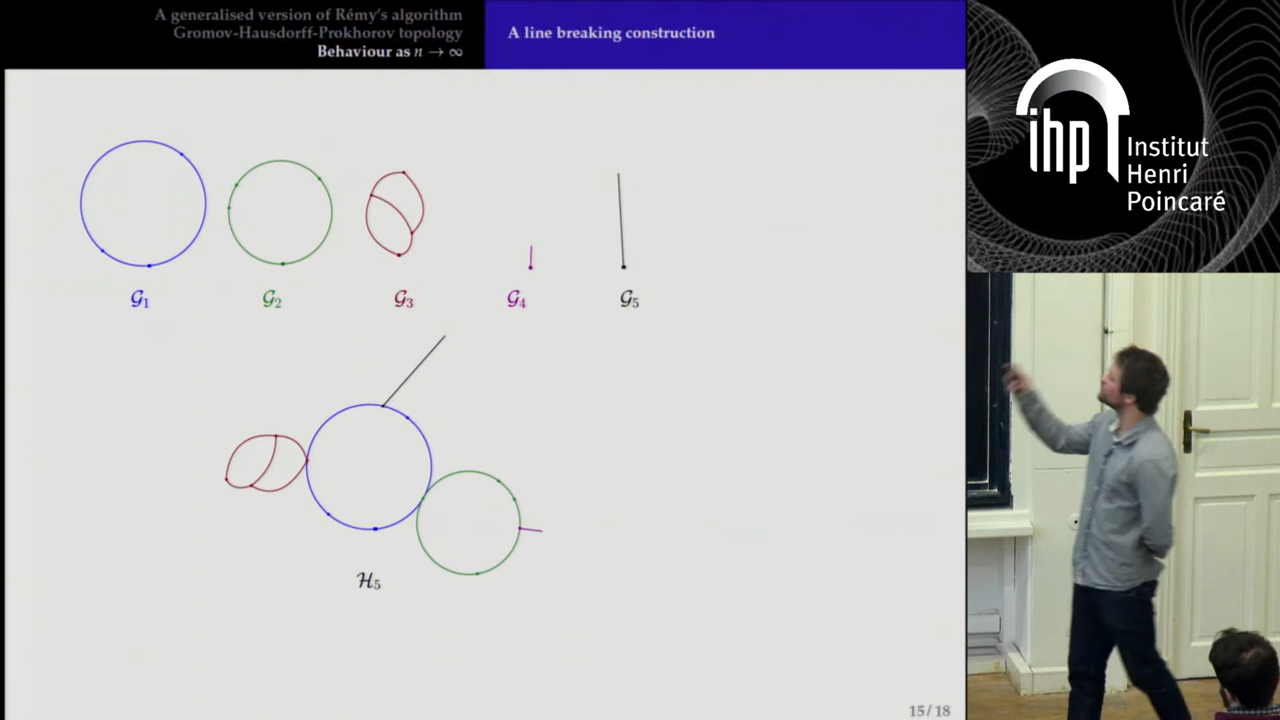 A generalised version of Rémy's algorithm
Gromov-Hausdorff-Prokhorov topology
Behaviour as n → ∞
A line breaking construction
𝒢₁
𝒢₂
𝒢₃
𝒢₄
𝒢₅
ℋ₅
15 / 18
ihp
Institut
Henri
Poincaré